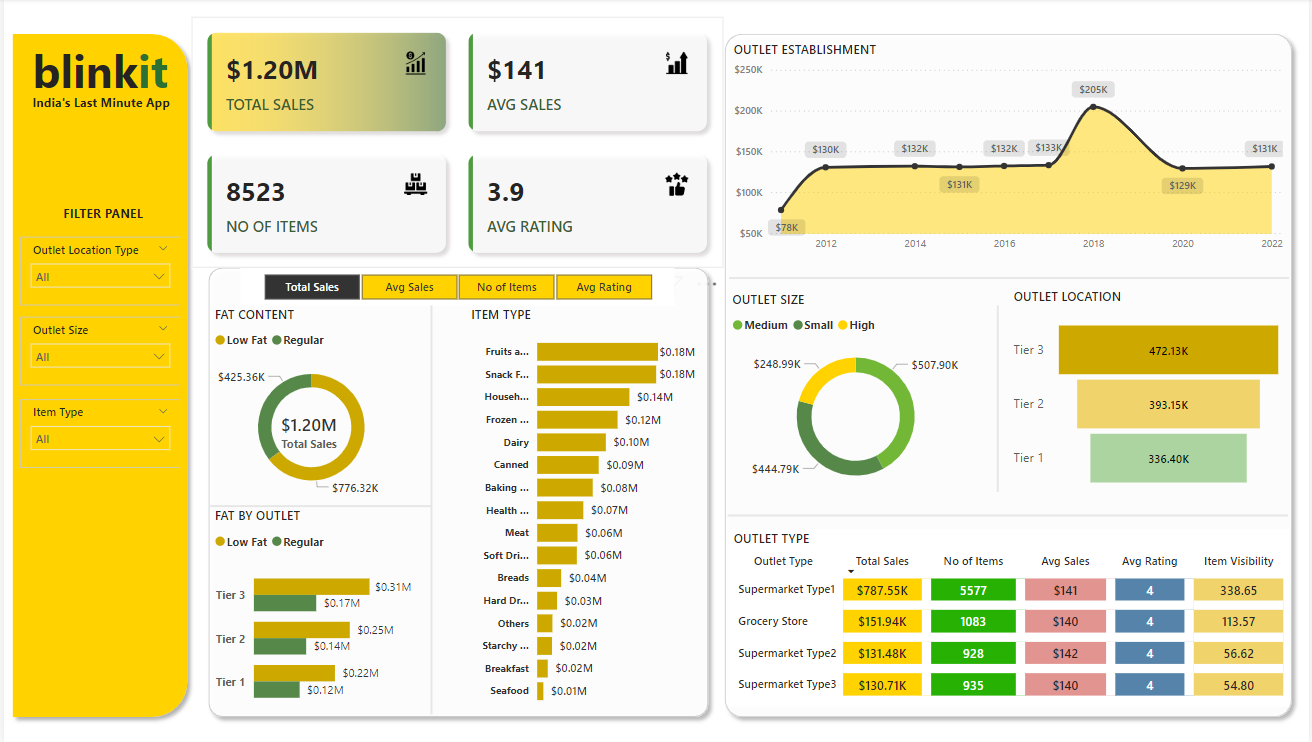 blinkit
India's Last Minute App
FILTER PANEL
Outlet Location Type
All
Outlet Size
All
Item Type
All
$1.20M
TOTAL SALES
$141
AVG SALES
8523
NO OF ITEMS
3.9
AVG RATING
Total Sales Avg Sales No of Items Avg Rating
FAT CONTENT
Low Fat Regular
$425.36K
$1.20M
Total Sales
$776.32K
FAT BY OUTLET
Low Fat Regular
Tier 3 $0.31M
$0.17M
Tier 2 $0.25M
$0.14M
Tier 1 $0.22M
$0.12M
ITEM TYPE
Fruits a... $0.18M
Snack F... $0.18M
Househ... $0.14M
Frozen ... $0.12M
Dairy $0.10M
Canned $0.09M
Baking ... $0.08M
Health ... $0.07M
Meat $0.06M
Soft Dri... $0.06M
Breads $0.04M
Hard Dr... $0.03M
Others $0.02M
Starchy ... $0.02M
Breakfast $0.02M
Seafood $0.01M
OUTLET ESTABLISHMENT
$250K
$200K
$150K
$100K
$50K
$78K $130K $132K $131K $132K $133K $205K $129K $131K
2012 2014 2016 2018 2020 2022
OUTLET SIZE
Medium Small High
$248.99K
$507.90K
$444.79K
OUTLET LOCATION
Tier 3 472.13K
Tier 2 393.15K
Tier 1 336.40K
OUTLET TYPE
Outlet Type Total Sales No of Items Avg Sales Avg Rating Item Visibility
Supermarket Type1 $787.55K 5577 $141 4 338.65
Grocery Store $151.94K 1083 $140 4 113.57
Supermarket Type2 $131.48K 928 $142 4 56.62
Supermarket Type3 $130.71K 935 $140 4 54.80